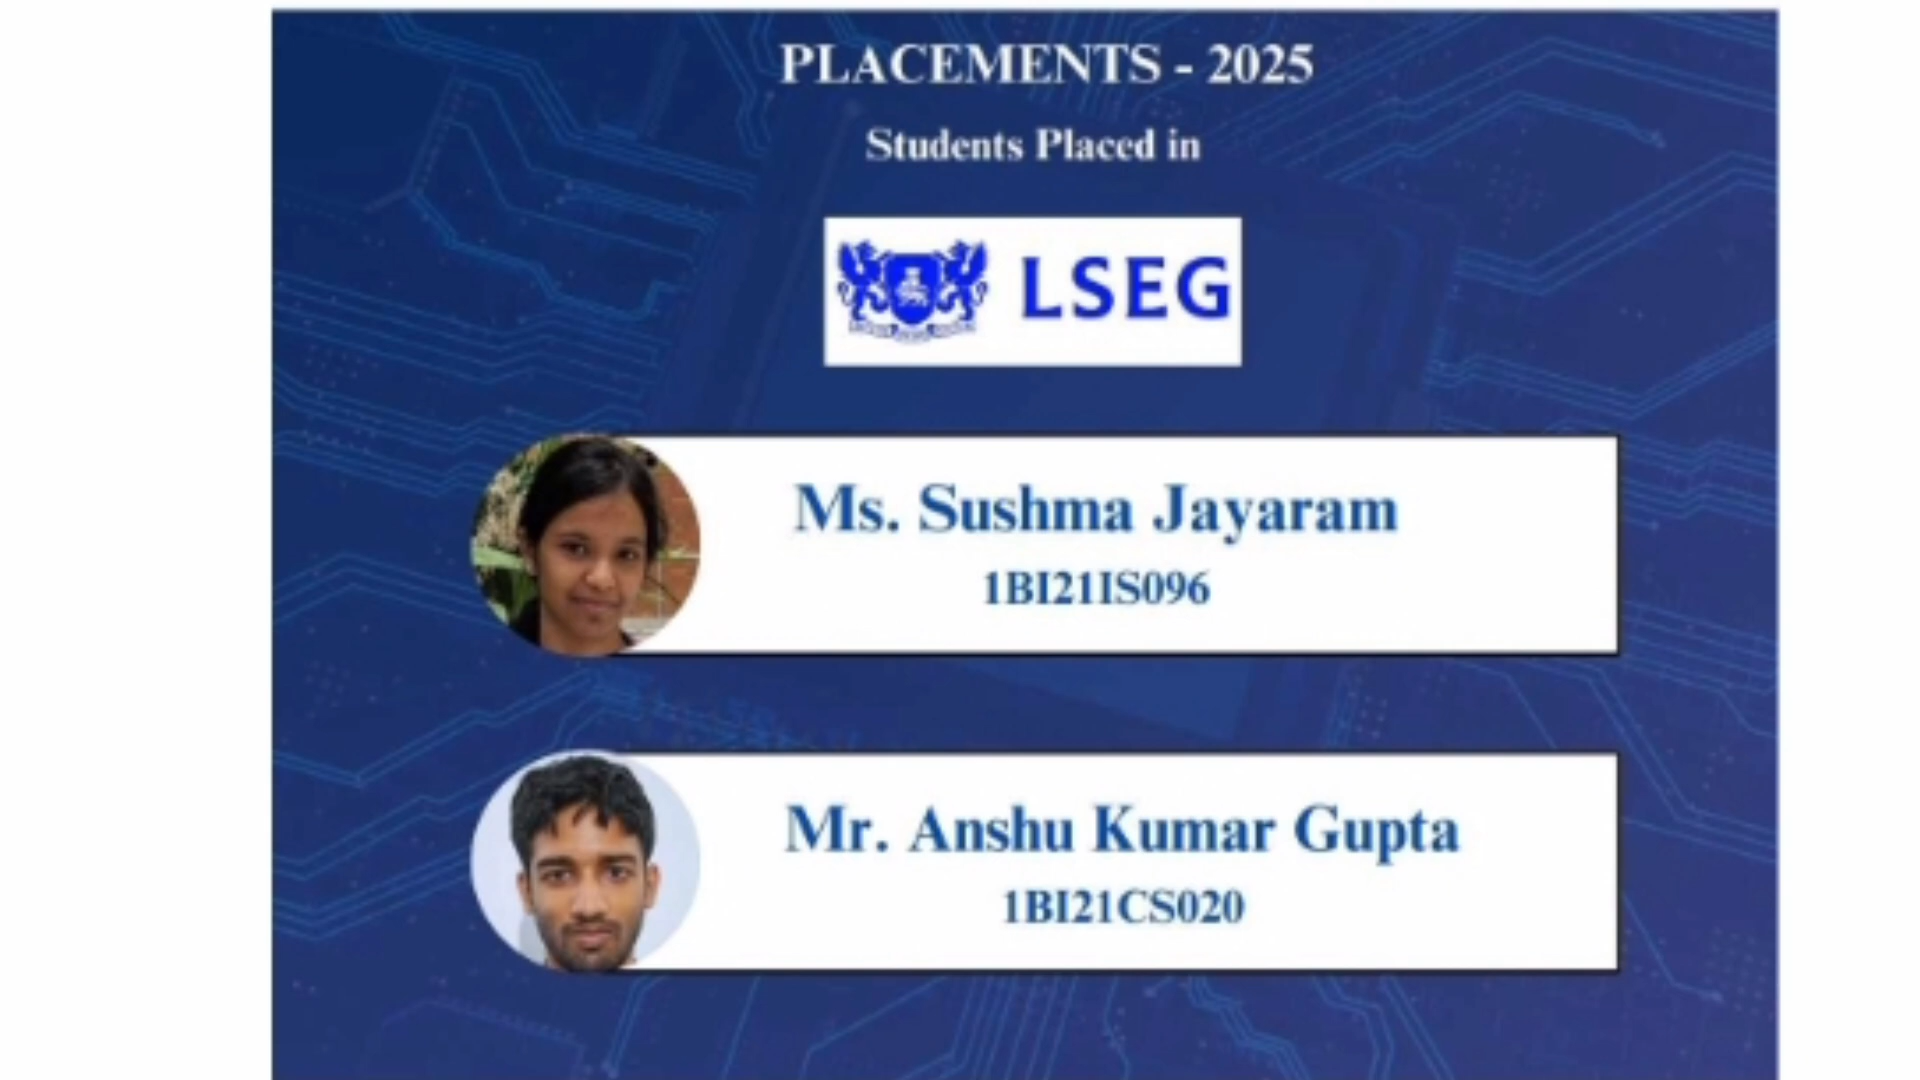 PLACEMENTS - 2025
Students Placed in
LSEG
Ms. Sushma Jayaram
1BI21IS096
Mr. Anshu Kumar Gupta
1BI21CS020